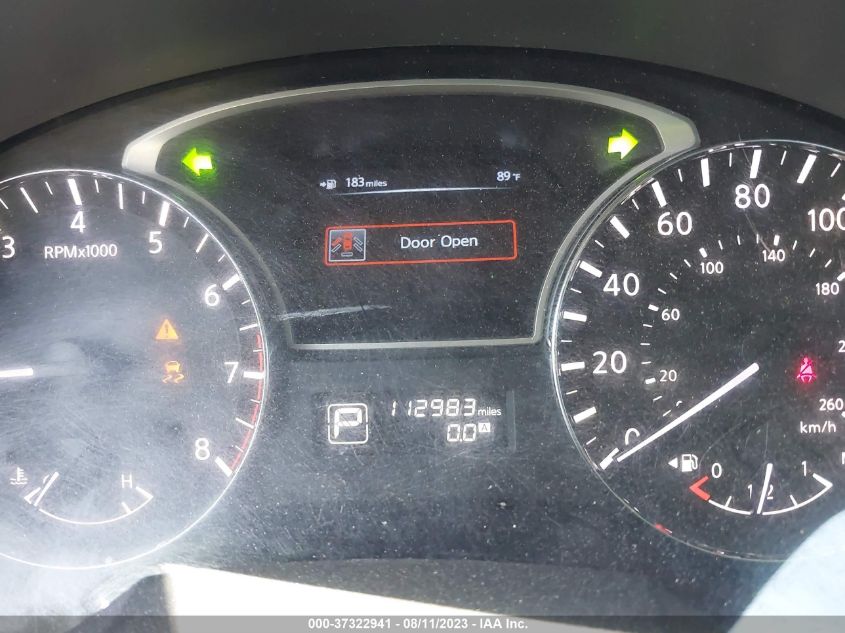 183 miles 89 °F
Door Open
3 4 5 6 7 8
RPMx1000
H
P
112983 miles
0.0 A
0 20 40 60 80 100
20 60 100 140 180
260
km/h
0 1/2 1
000-37322941 - 08/11/2023 - IAA Inc.